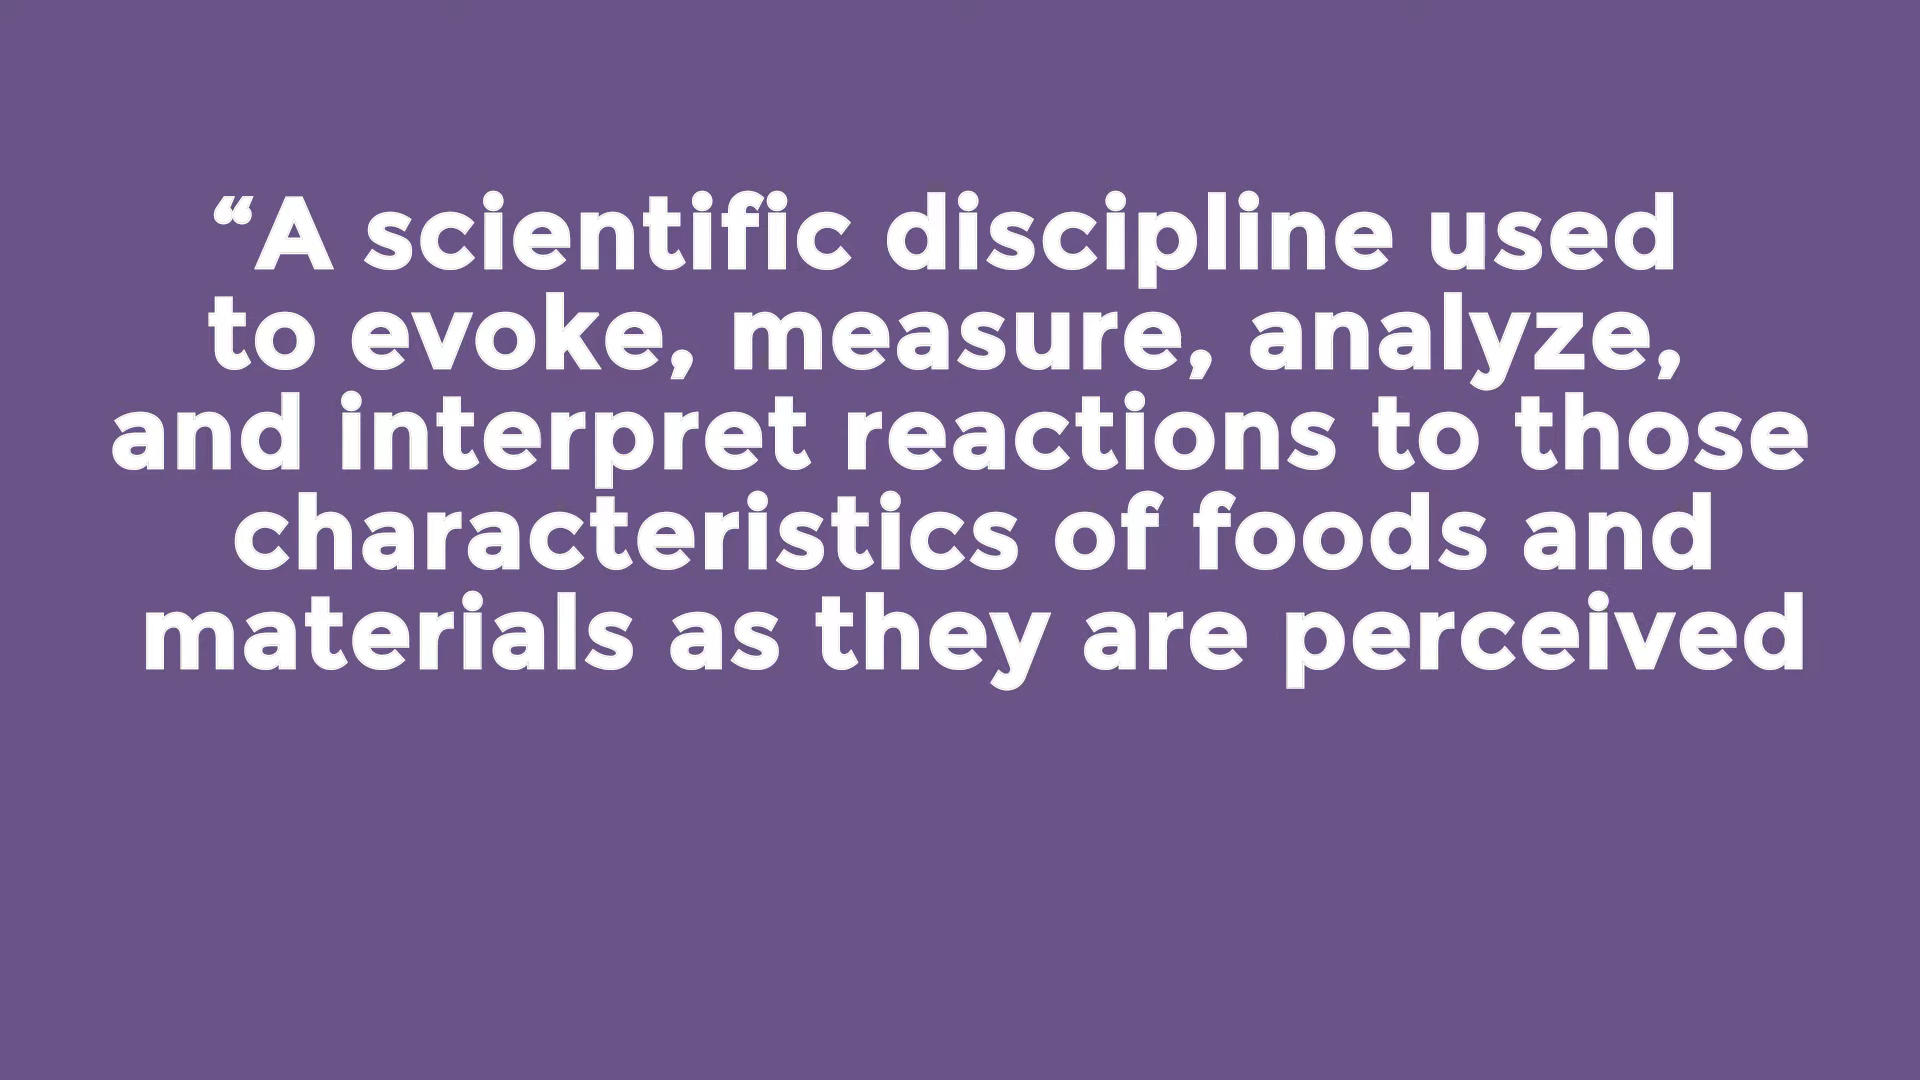 “A scientific discipline used
to evoke, measure, analyze,
and interpret reactions to those
characteristics of foods and
materials as they are perceived